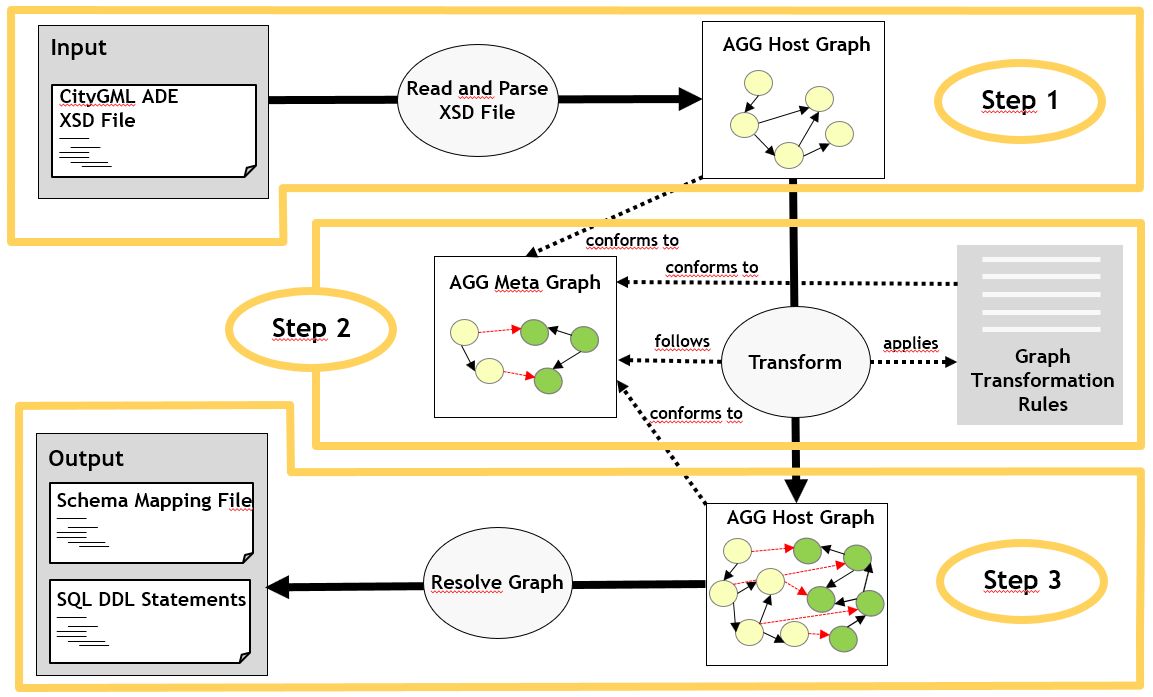 Input
CityGML ADE
XSD File
Read and Parse
XSD File
AGG Host Graph
Step 1
conforms to
AGG Meta Graph
conforms to
Step 2
follows
Transform
applies
Graph
Transformation
Rules
conforms to
Output
Schema Mapping File
SQL DDL Statements
Resolve Graph
AGG Host Graph
Step 3